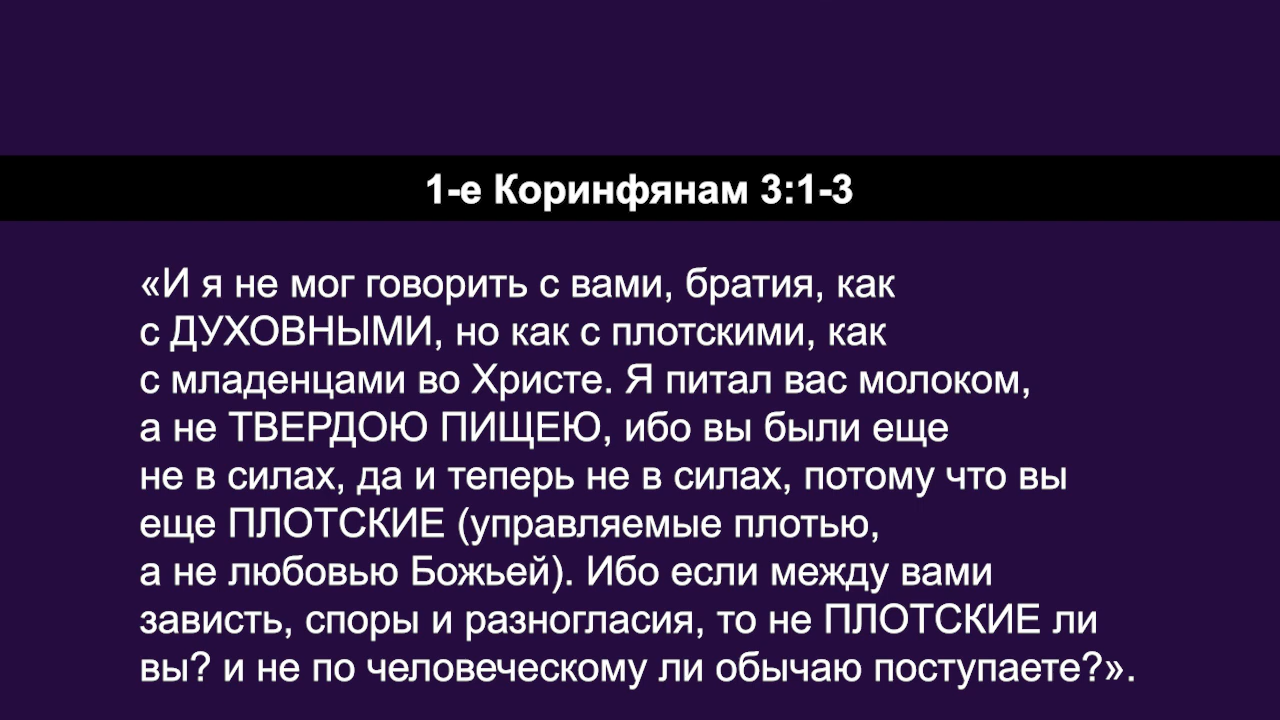 1-е Коринфянам 3:1-3
«И я не мог говорить с вами, братия, как
с ДУХОВНЫМИ, но как с плотскими, как
с младенцами во Христе. Я питал вас молоком,
а не ТВЕРДОЮ ПИЩЕЮ, ибо вы были еще
не в силах, да и теперь не в силах, потому что вы
еще ПЛОТСКИЕ (управляемые плотью,
а не любовью Божьей). Ибо если между вами
зависть, споры и разногласия, то не ПЛОТСКИЕ ли
вы? и не по человеческому ли обычаю поступаете?».